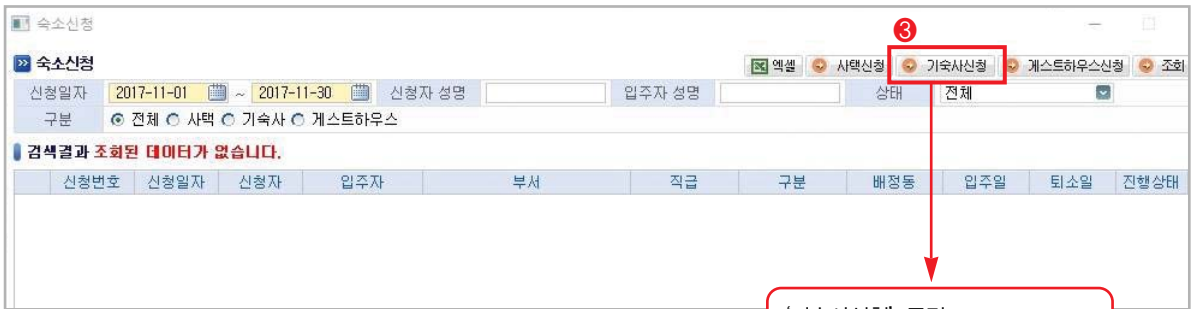 숙소신청
❸
숙소신청 엑셀 사택신청 기숙사신청 게스트하우스신청 조회
신청일자 2017-11-01 ~ 2017-11-30 신청자 성명 입주자 성명 상태 전체
구분 전체 사택 기숙사 게스트하우스
검색결과 조회된 데이터가 없습니다.
신청번호 신청일자 신청자 입주자 부서 직급 구분 배정동 입주일 퇴소일 진행상태